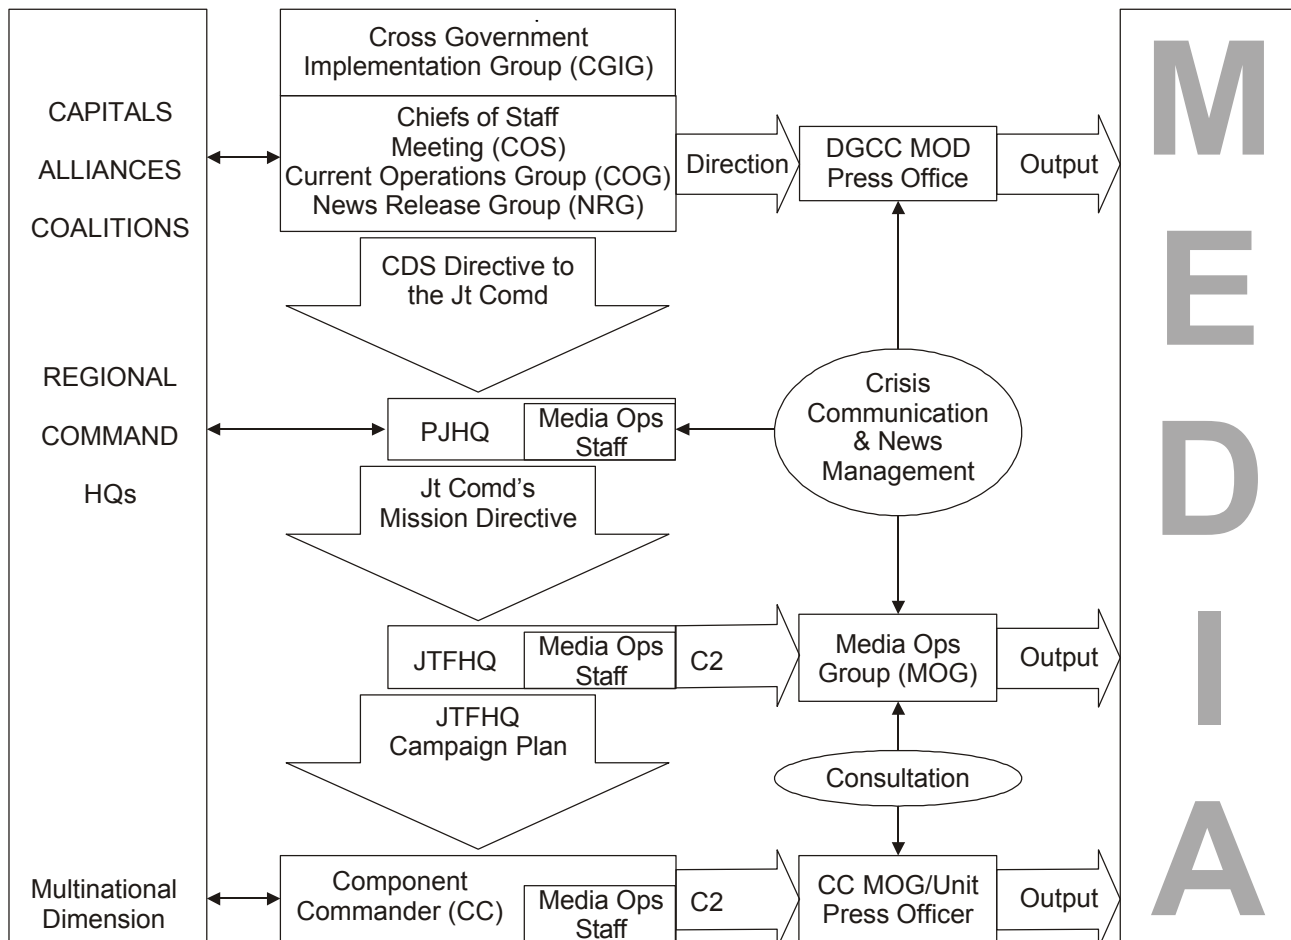 CAPITALS
ALLIANCES
COALITIONS
REGIONAL
COMMAND
HQs
Multinational
Dimension
Cross Government
Implementation Group (CGIG)
Chiefs of Staff
Meeting (COS)
Current Operations Group (COG)
News Release Group (NRG)
Direction
DGCC MOD
Press Office
Output
CDS Directive to
the Jt Comd
PJHQ
Media Ops
Staff
Crisis
Communication
& News
Management
Jt Comd’s
Mission Directive
JTFHQ
Media Ops
Staff
C2
Media Ops
Group (MOG)
Output
JTFHQ
Campaign Plan
Consultation
Component
Commander (CC)
Media Ops
Staff
C2
CC MOG/Unit
Press Officer
Output
M
E
D
I
A